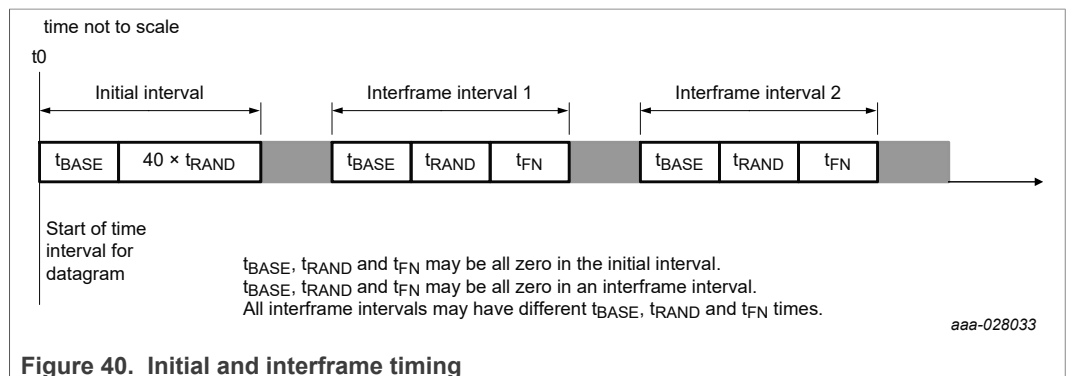 time not to scale
t0
Initial interval
Interframe interval 1
Interframe interval 2
tBASE
40 × tRAND
tBASE
tRAND
tFN
tBASE
tRAND
tFN
Start of time
interval for
datagram
tBASE, tRAND and tFN may be all zero in the initial interval.
tBASE, tRAND and tFN may be all zero in an interframe interval.
All interframe intervals may have different tBASE, tRAND and tFN times.
aaa-028033
Figure 40. Initial and interframe timing